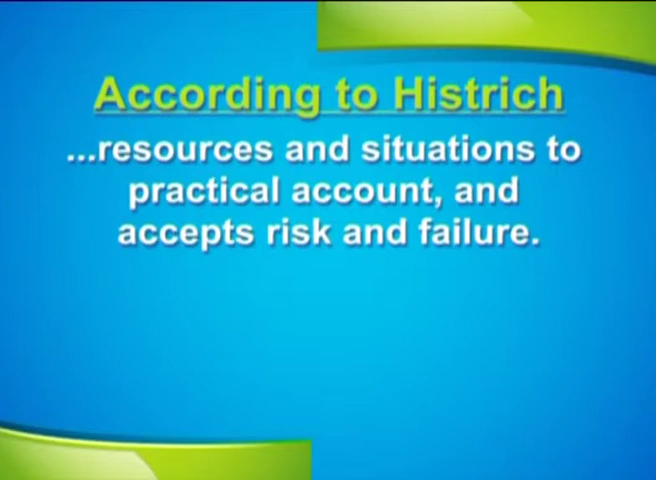 According to Histrich
...resources and situations to
practical account, and
accepts risk and failure.